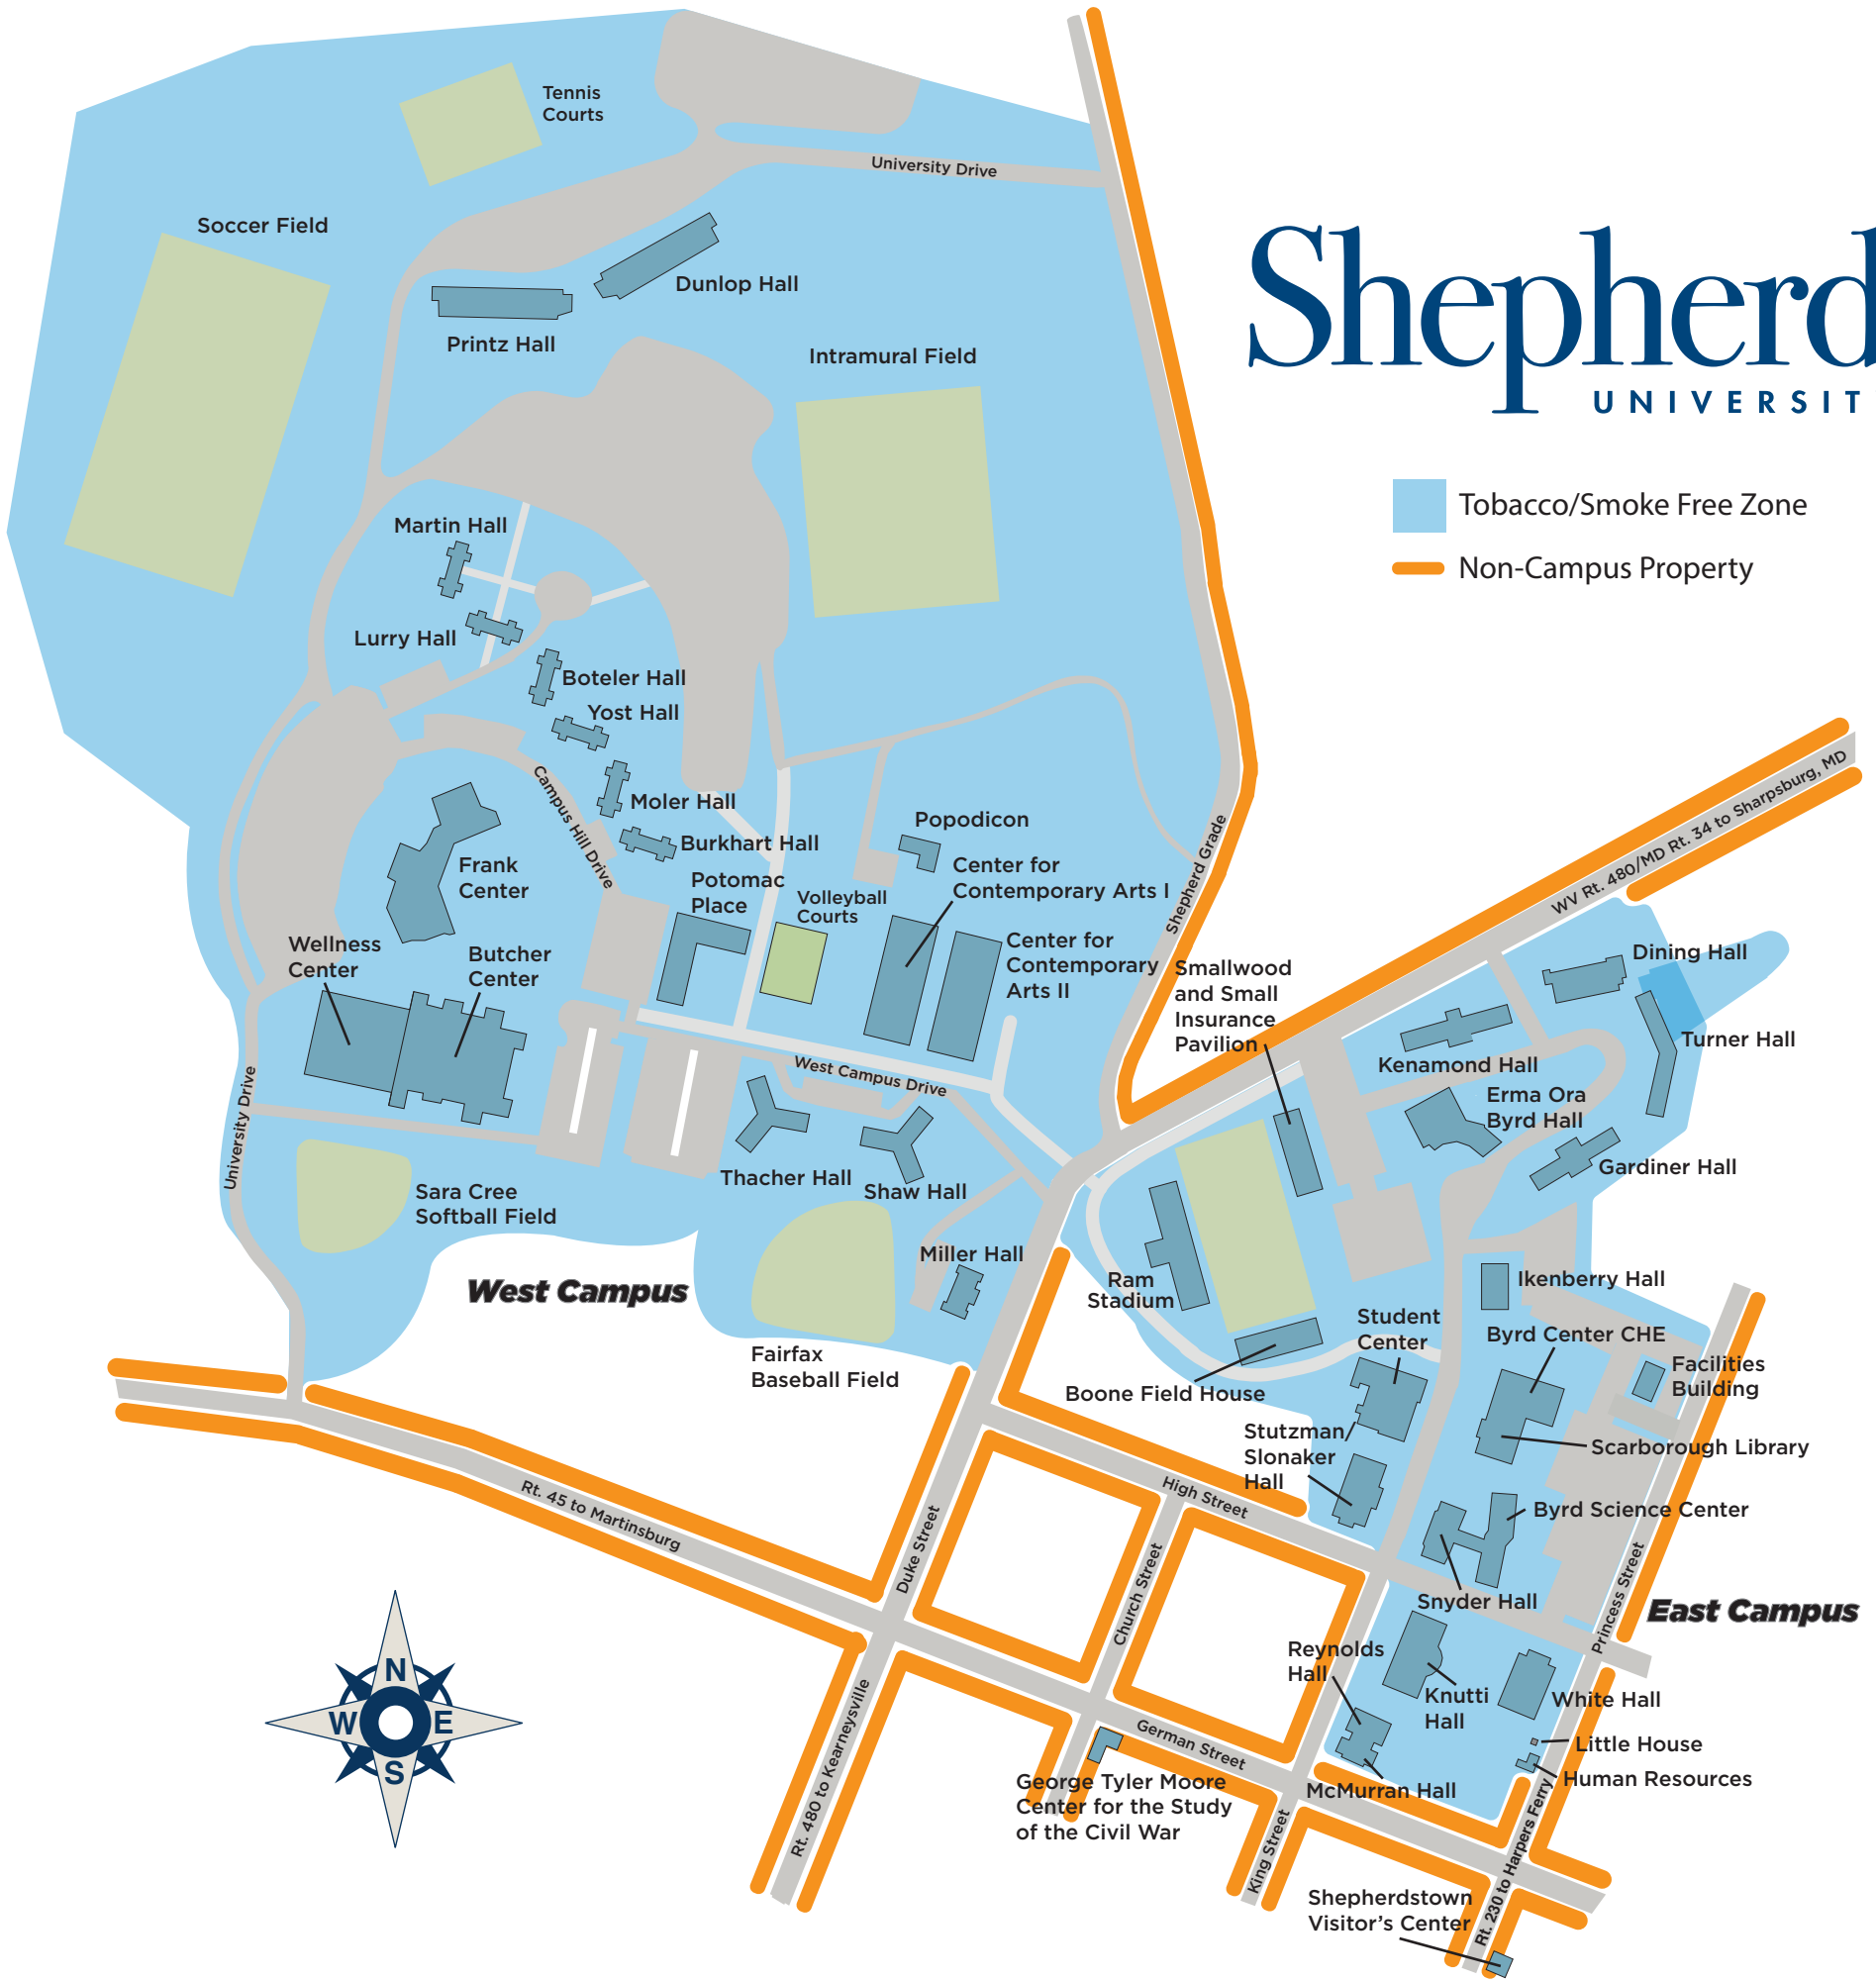 Tennis
Courts
University Drive
Soccer Field
Dunlop Hall
Printz Hall
Intramural Field
Shepherd
UNIVERSIT
Tobacco/Smoke Free Zone
Non-Campus Property
Martin Hall
Lurry Hall
Boteler Hall
Yost Hall
Campus Hill Drive
Moler Hall
Burkhart Hall
Frank
Center
Potomac
Place
Volleyball
Courts
Popodicon
Center for
Contemporary Arts I
Center for
Contemporary
Arts II
Shepherd Grade
WV Rt. 480/MD Rt. 34 to Sharpsburg, MD
Wellness
Center
Butcher
Center
West Campus Drive
University Drive
Smallwood
and Small
Insurance
Pavilion
Dining Hall
Turner Hall
Kenamond Hall
Erma Ora
Byrd Hall
Gardiner Hall
Thacher Hall
Shaw Hall
Sara Cree
Softball Field
Miller Hall
West Campus
Fairfax
Baseball Field
Ram
Stadium
Ikenberry Hall
Student
Center
Byrd Center CHE
Facilities
Building
Boone Field House
Stutzman
Slonaker
Hall
Scarborough Library
Byrd Science Center
Snyder Hall
High Street
Rt. 45 to Martinsburg
Duke Street
Church Street
Princess Street
East Campus
Reynolds
Hall
Knutti
Hall
White Hall
Little House
Human Resources
McMurran Hall
German Street
George Tyler Moore
Center for the Study
of the Civil War
Rt. 480 to Kearneysville
King Street
Rt. 230 to Harpers Ferry
Shepherdstown
Visitor's Center
N
W
E
S